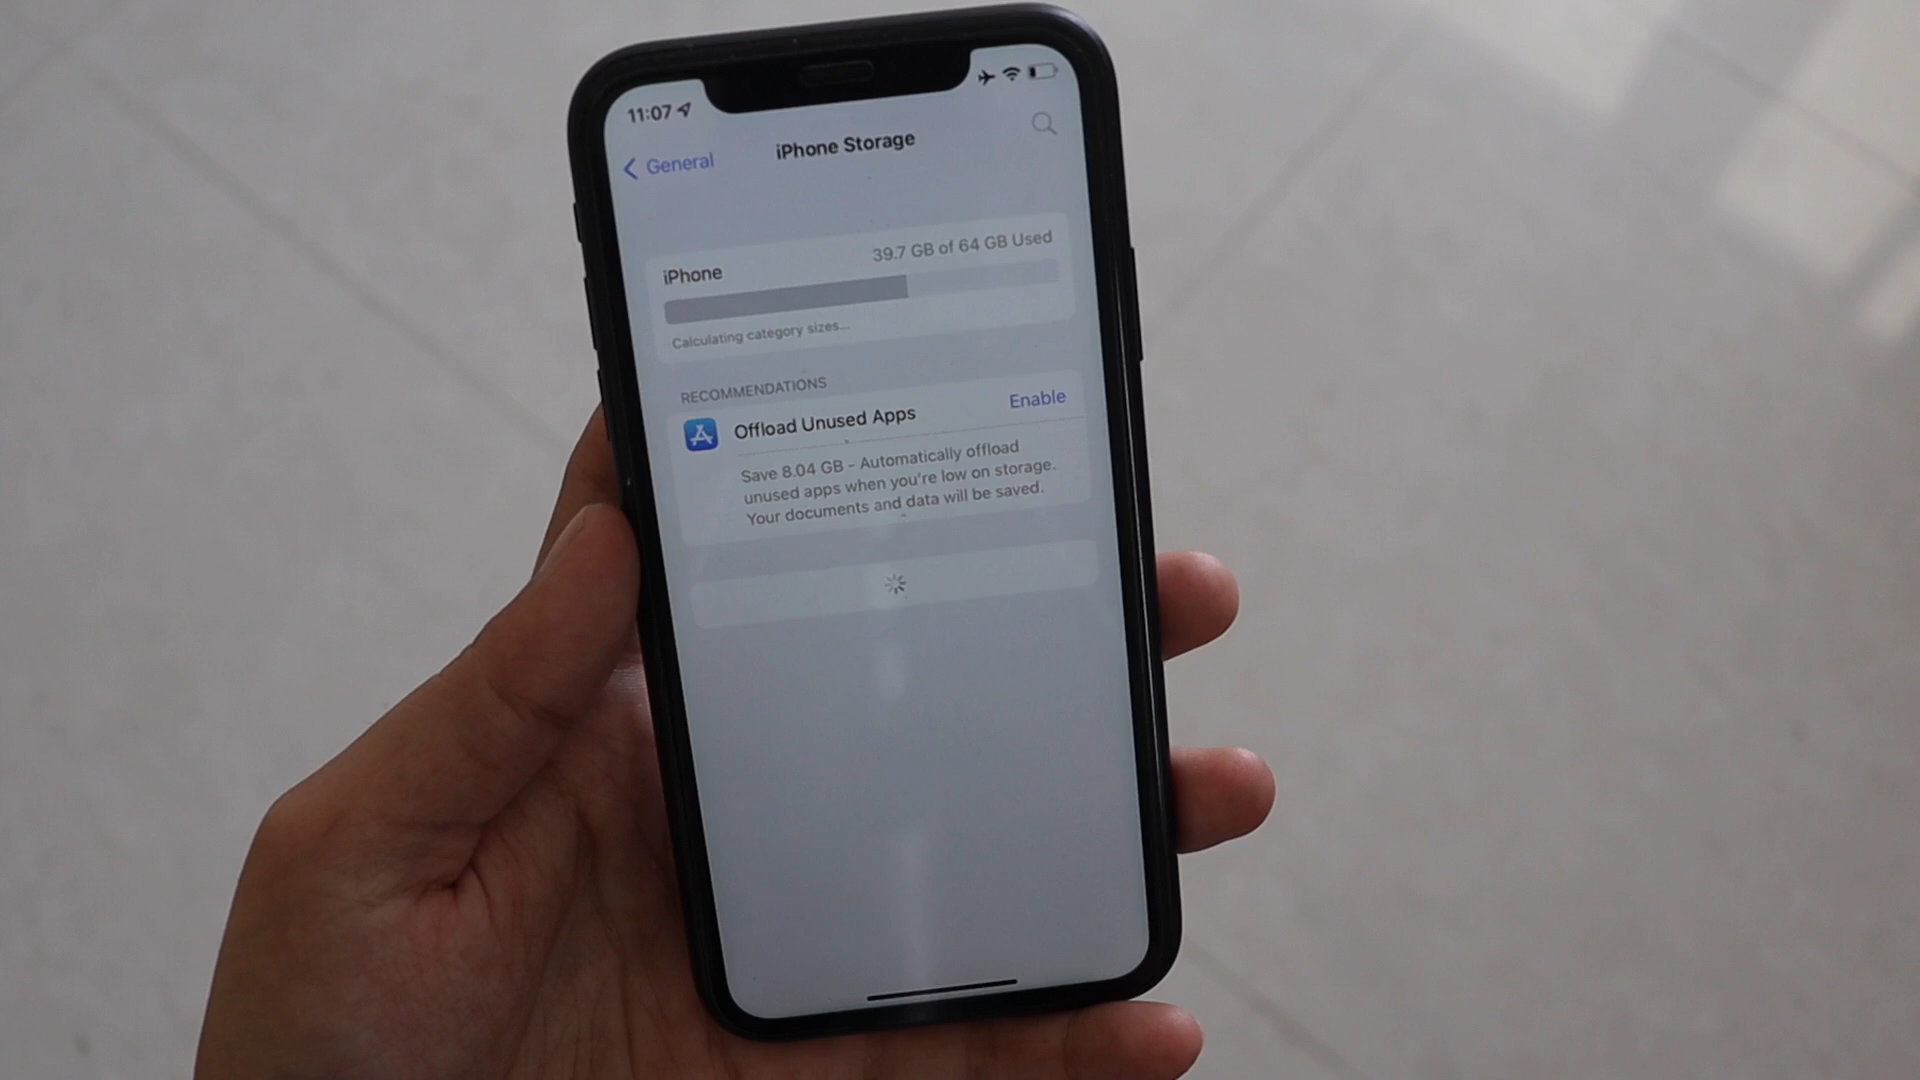 11:07
General
iPhone Storage
iPhone
39.7 GB of 64 GB Used
Calculating category sizes...
RECOMMENDATIONS
Offload Unused Apps
Enable
Save 8.04 GB – Automatically offload
unused apps when you're low on storage.
Your documents and data will be saved.